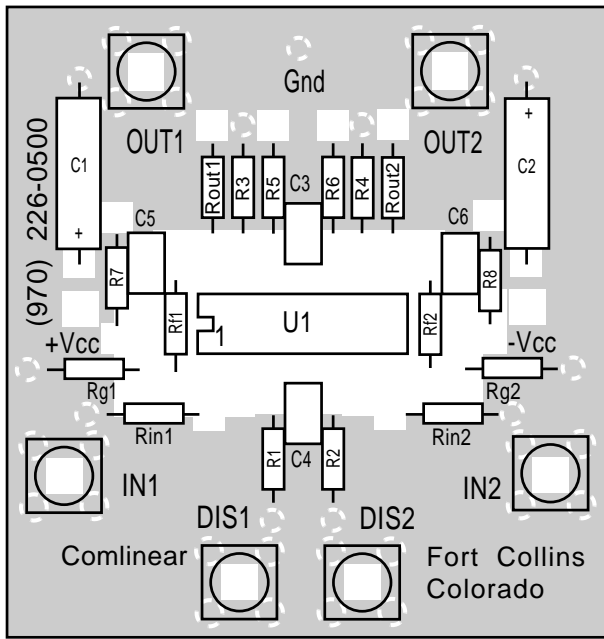 Gnd
OUT1
OUT2
(970) 226-0500
C1
+
C2
+
Rout1
R3
R5
C3
R6
R4
Rout2
C5
C6
R7
R8
Rf1
1
U1
Rf2
+Vcc
-Vcc
Rg1
Rg2
Rin1
Rin2
R1
C4
R2
IN1
IN2
DIS1
DIS2
Comlinear
Fort Collins
Colorado